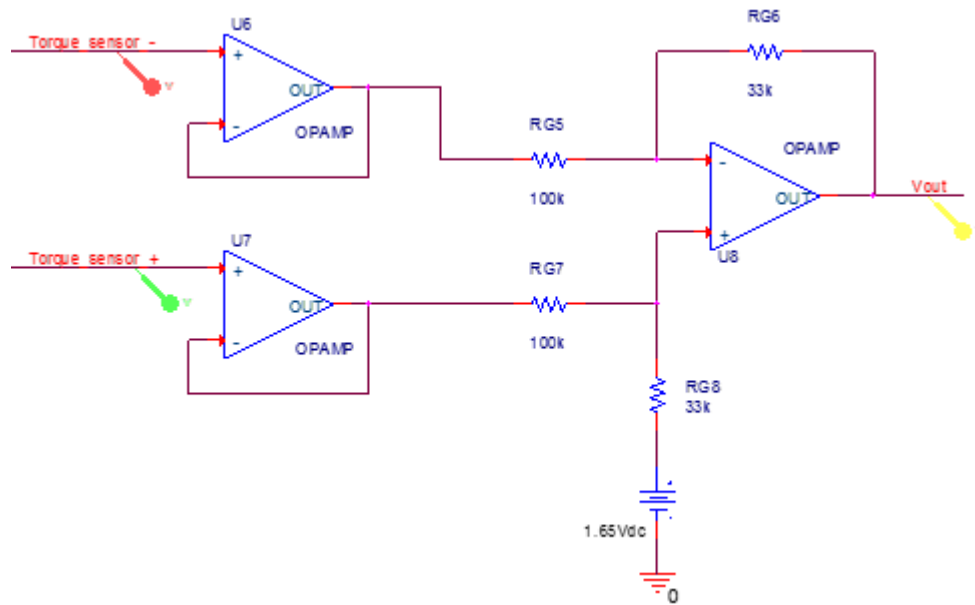 Torque sensor -
U6
+
-
OUT
OPAMP
RG5
100k
RG6
33k
-
+
OUT
OPAMP
U8
Vout
Torque sensor +
U7
+
-
OUT
OPAMP
RG7
100k
RG8
33k
1.65Vdc
0